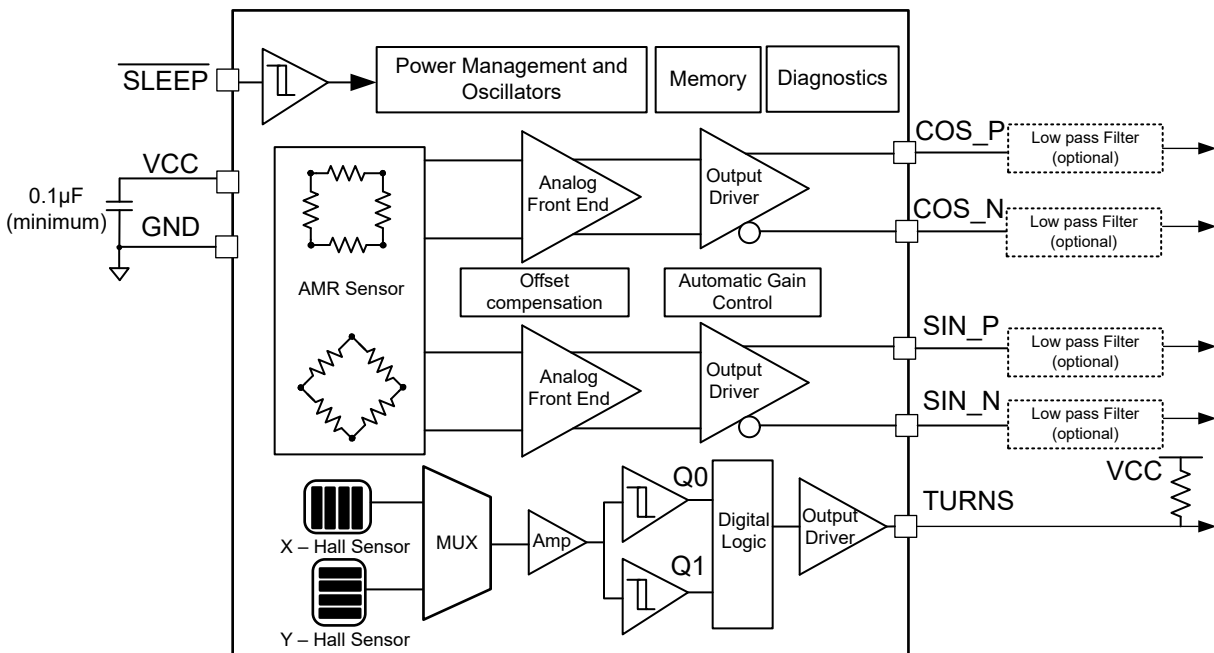 SLEEP
Power Management and
Oscillators
Memory
Diagnostics
COS_P
Low pass Filter
(optional)
VCC
0.1µF
(minimum)
GND
AMR Sensor
Analog
Front End
Output
Driver
COS_N
Low pass Filter
(optional)
Offset
compensation
Automatic Gain
Control
Analog
Front End
Output
Driver
SIN_P
Low pass Filter
(optional)
SIN_N
Low pass Filter
(optional)
VCC
X – Hall Sensor
Y – Hall Sensor
MUX
Amp
Q0
Q1
Digital
Logic
Output
Driver
TURNS